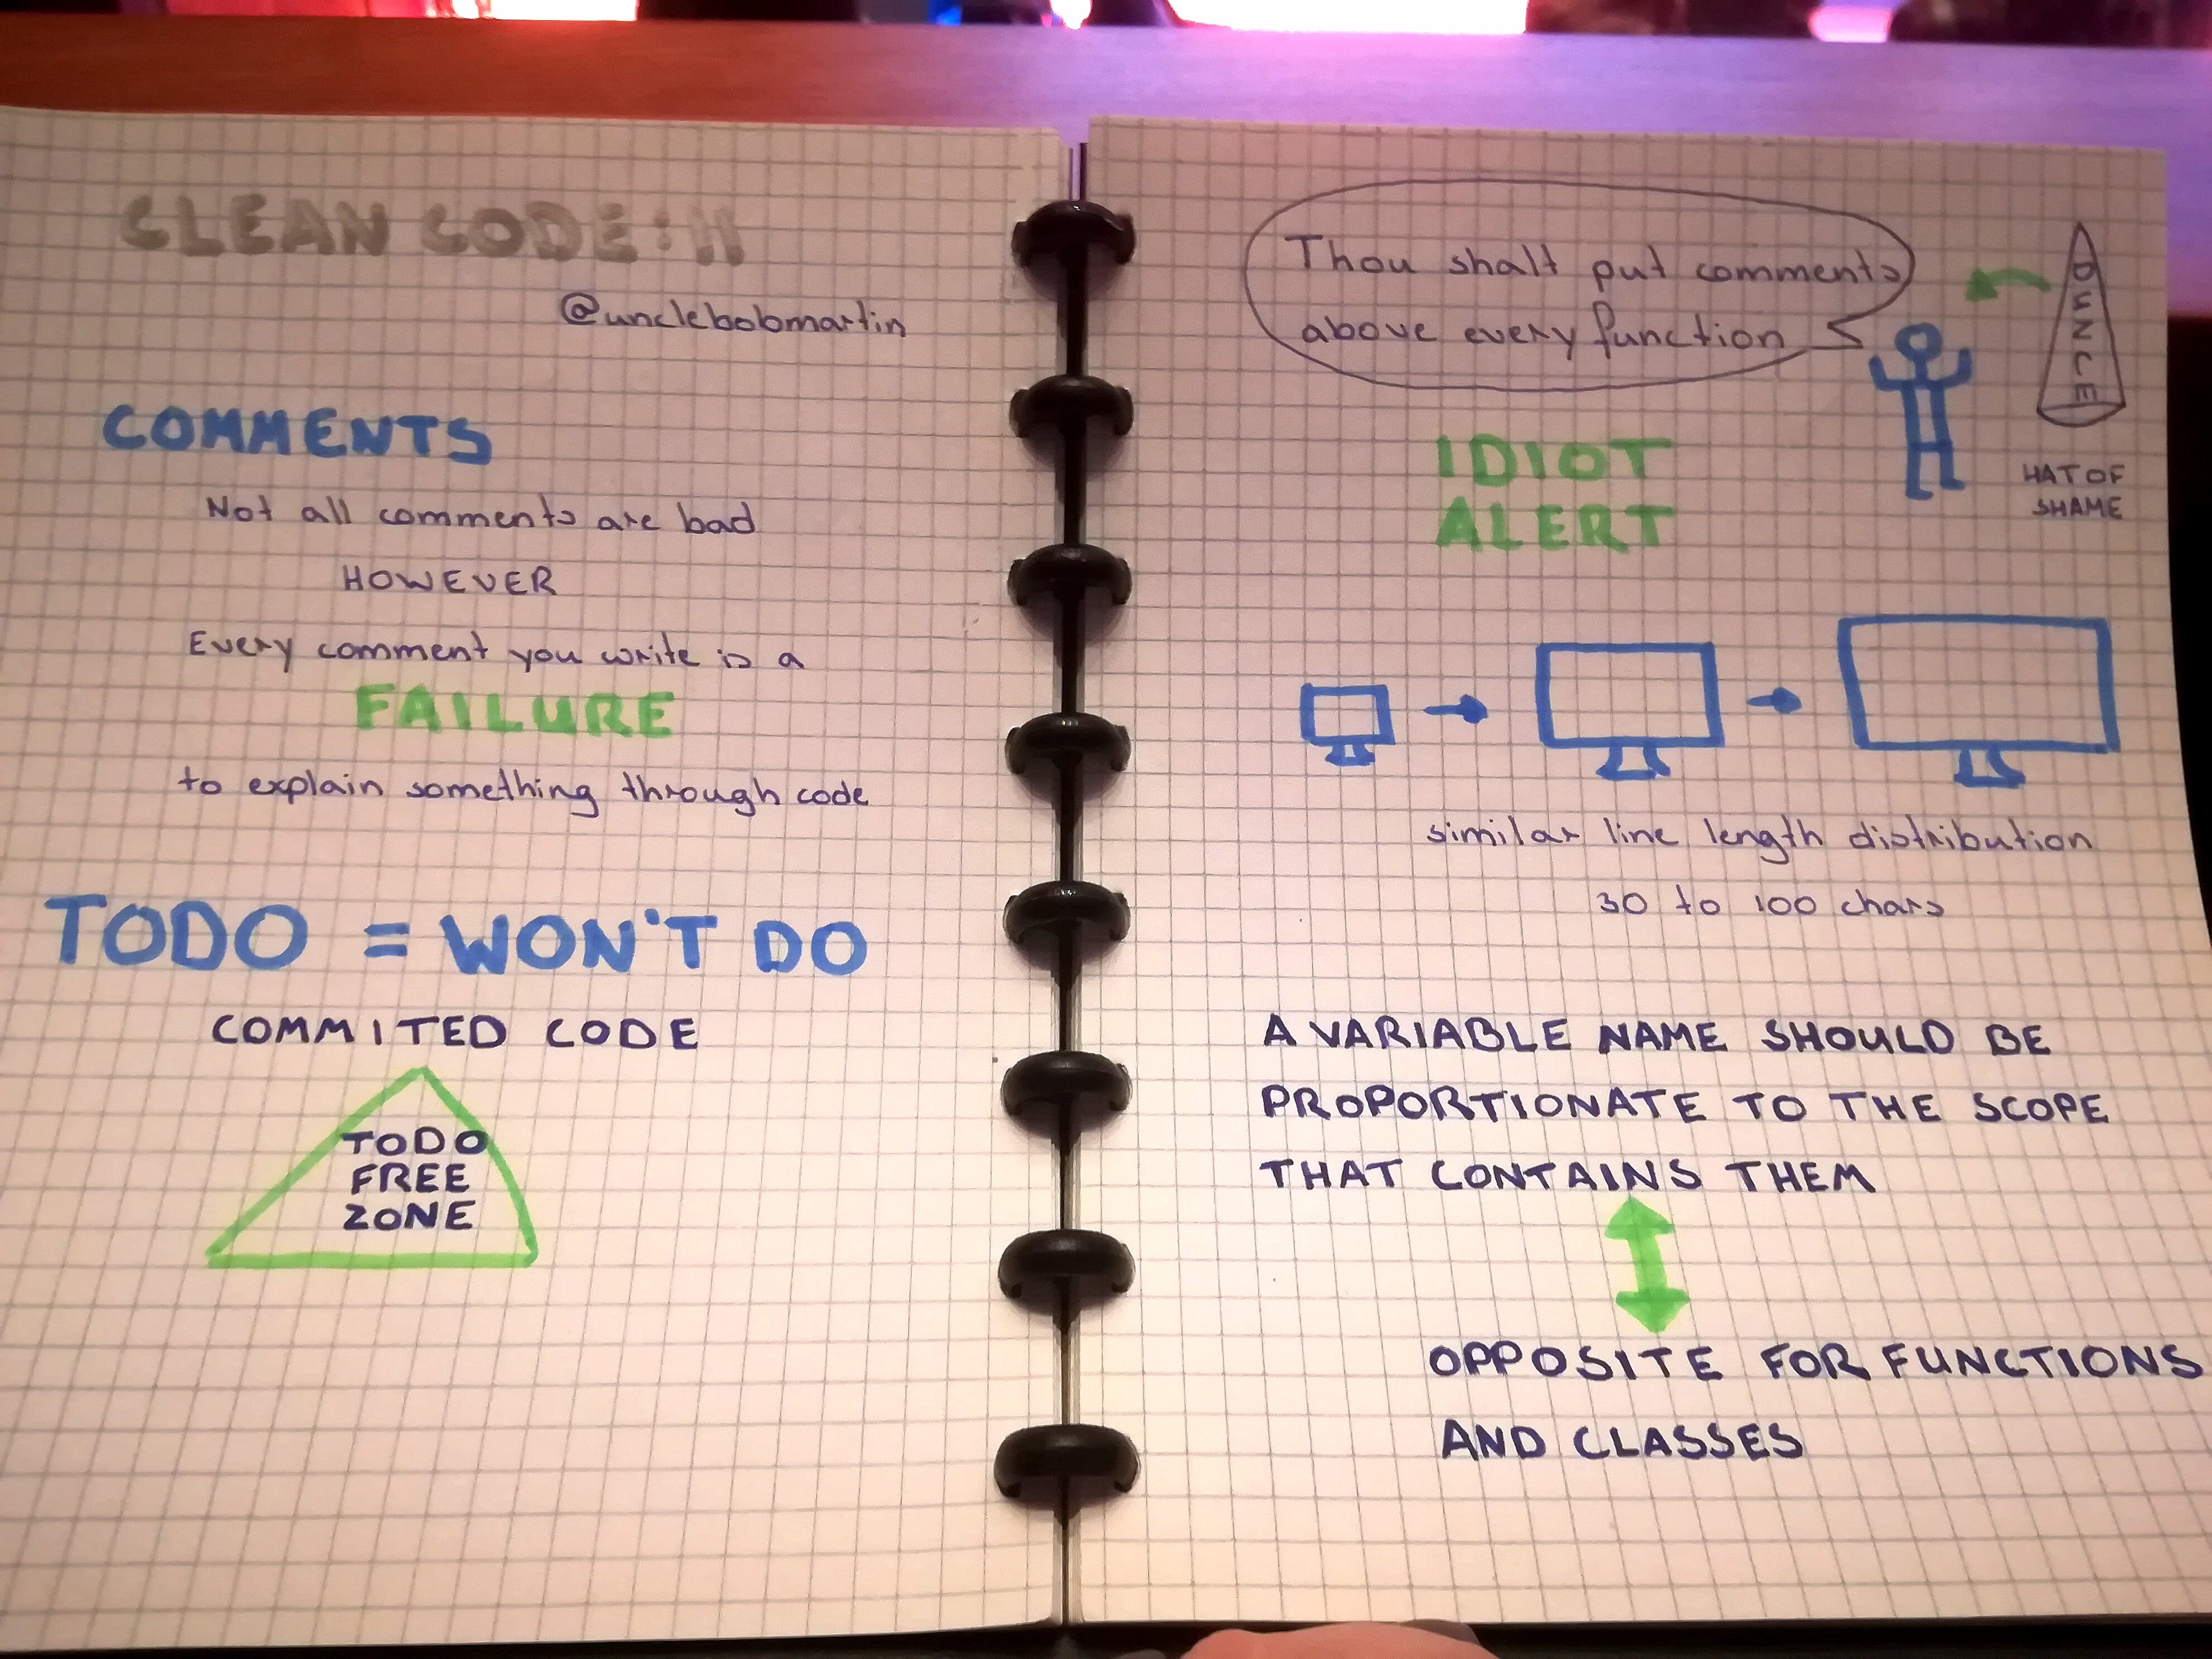 CLEAN CODE: II
@unclebobmartin
COMMENTS
Not all comments are bad
HOWEVER
Every comment you write is a
FAILURE
to explain something through code
TODO = WON'T DO
COMMITED CODE
TODO
FREE
ZONE
Thou shalt put comments
above every function
DUNCLE
HAT OF
SHAME
IDIOT
ALERT
similar line length distribution
30 to 100 chars
A VARIABLE NAME SHOULD BE
PROPORTIONATE TO THE SCOPE
THAT CONTAINS THEM
OPPOSITE FOR FUNCTIONS
AND CLASSES